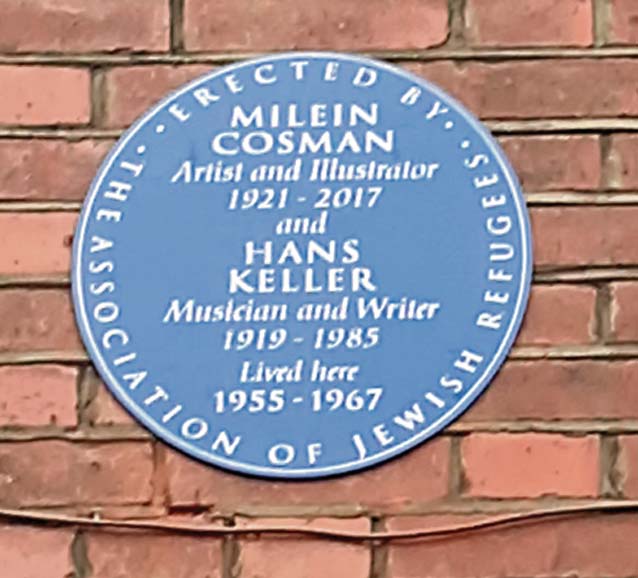 ERECTED BY
THE ASSOCIATION OF JEWISH REFUGEES
MILEIN
COSMAN
Artist and Illustrator
1921 - 2017
and
HANS
KELLER
Musician and Writer
1919 - 1985
Lived here
1955 - 1967